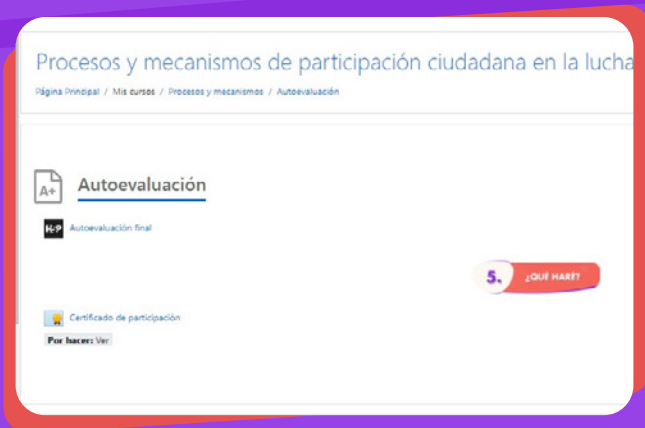 Procesos y mecanismos de participación ciudadana en la lucha
Página Principal / Mis cursos / Procesos y mecanismos / Autoevaluación
A+
Autoevaluación
H-P Autoevaluación final
5. ¿QUÉ HARÉ?
Certificado de participación
Por hacer: Ver